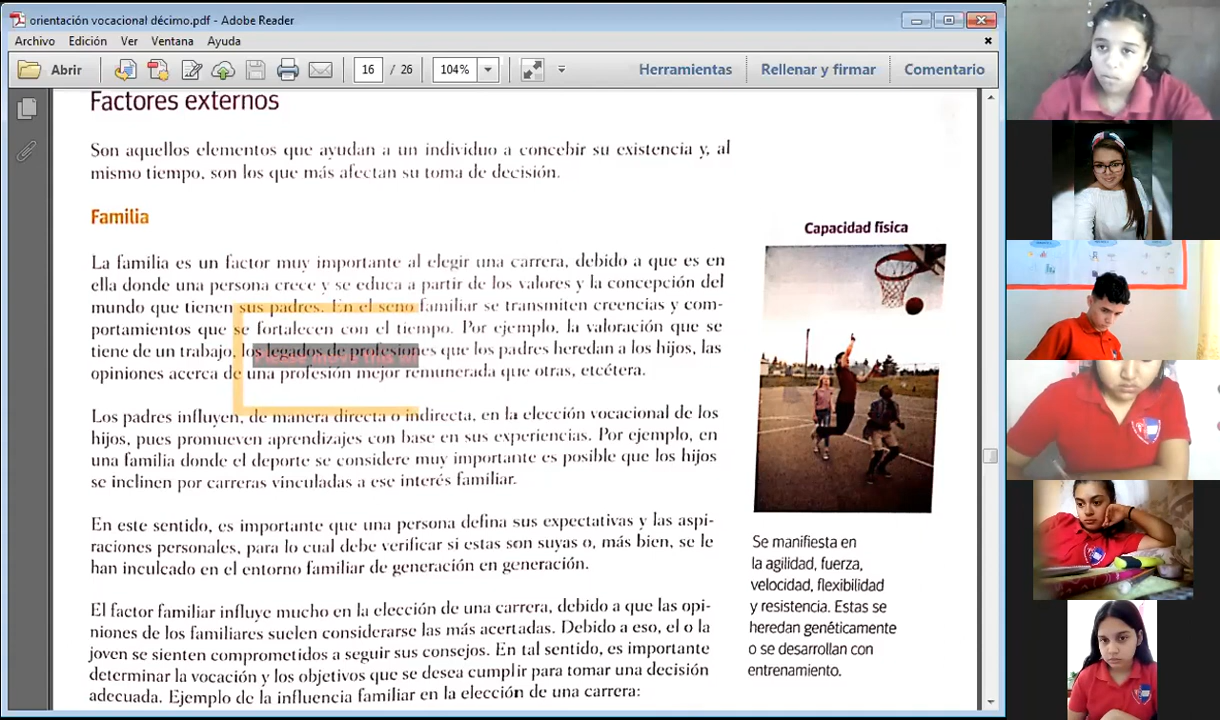 orientación vocacional décimo.pdf - Adobe Reader
Archivo Edición Ver Ventana Ayuda
Abrir 16 / 26 104% Herramientas Rellenar y firmar Comentario
Factores externos
Son aquellos elementos que ayudan a un individuo a concebir su existencia y, al
mismo tiempo, son los que más afectan su toma de decisión.
Familia
La familia es un factor muy importante al elegir una carrera, debido a que es en
ella donde una persona crece y se educa a partir de los valores y la concepción del
mundo que tienen sus padres. En el seno familiar se transmiten creencias y com-
portamientos que se fortalecen con el tiempo. Por ejemplo, la valoración que se
tiene de un trabajo, los legados de profesiones que los padres heredan a los hijos, las
opiniones acerca de una profesión mejor remunerada que otras, etcétera.
Los padres influyen, de manera directa o indirecta, en la elección vocacional de los
hijos, pues promueven aprendizajes con base en sus experiencias. Por ejemplo, en
una familia donde el deporte se considere muy importante es posible que los hijos
se inclinen por carreras vinculadas a ese interés familiar.
En este sentido, es importante que una persona defina sus expectativas y las aspi-
raciones personales, para lo cual debe verificar si estas son suyas o, más bien, se le
han inculcado en el entorno familiar de generación en generación.
El factor familiar influye mucho en la elección de una carrera, debido a que las opi-
niones de los familiares suelen considerarse las más acertadas. Debido a eso, el o la
joven se sienten comprometidos a seguir sus consejos. En tal sentido, es importante
determinar la vocación y los objetivos que se desea cumplir para tomar una decisión
adecuada. Ejemplo de la influencia familiar en la elección de una carrera:
Capacidad física
Se manifiesta en
la agilidad, fuerza,
velocidad, flexibilidad
y resistencia. Estas se
heredan genéticamente
o se desarrollan con
entrenamiento.